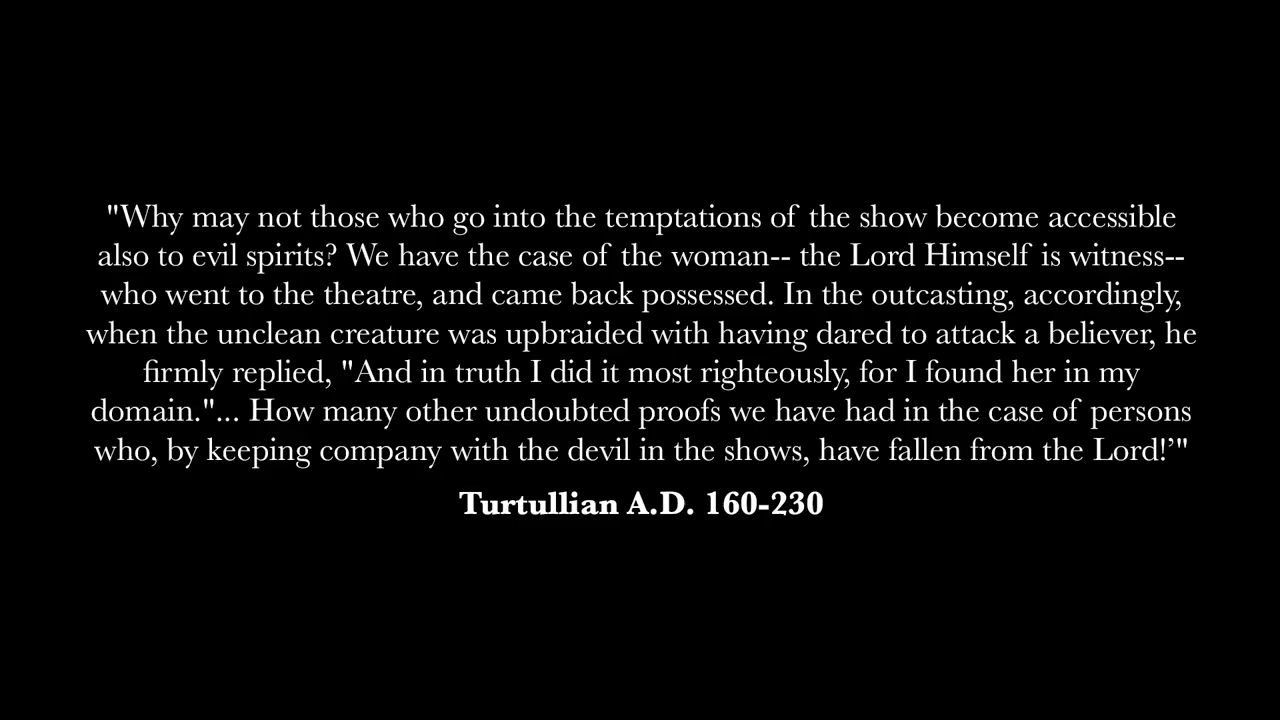 "Why may not those who go into the temptations of the show become accessible
also to evil spirits? We have the case of the woman-- the Lord Himself is witness--
who went to the theatre, and came back possessed. In the outcasting, accordingly,
when the unclean creature was upbraided with having dared to attack a believer, he
firmly replied, "And in truth I did it most righteously, for I found her in my
domain."... How many other undoubted proofs we have had in the case of persons
who, by keeping company with the devil in the shows, have fallen from the Lord!’"
Turtullian A.D. 160-230